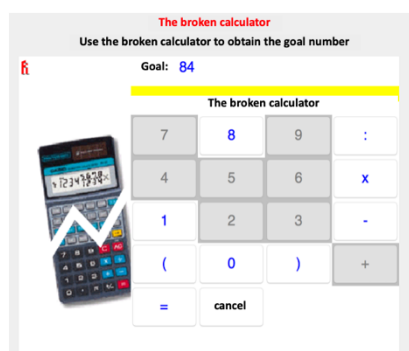 The broken calculator
Use the broken calculator to obtain the goal number
Goal: 84
The broken calculator
7 8 9 :
4 5 6 x
1 2 3 -
( 0 ) +
= cancel